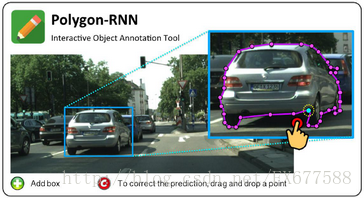 Polygon-RNN
Interactive Object Annotation Tool
Add box
To correct the prediction, drag and drop a point